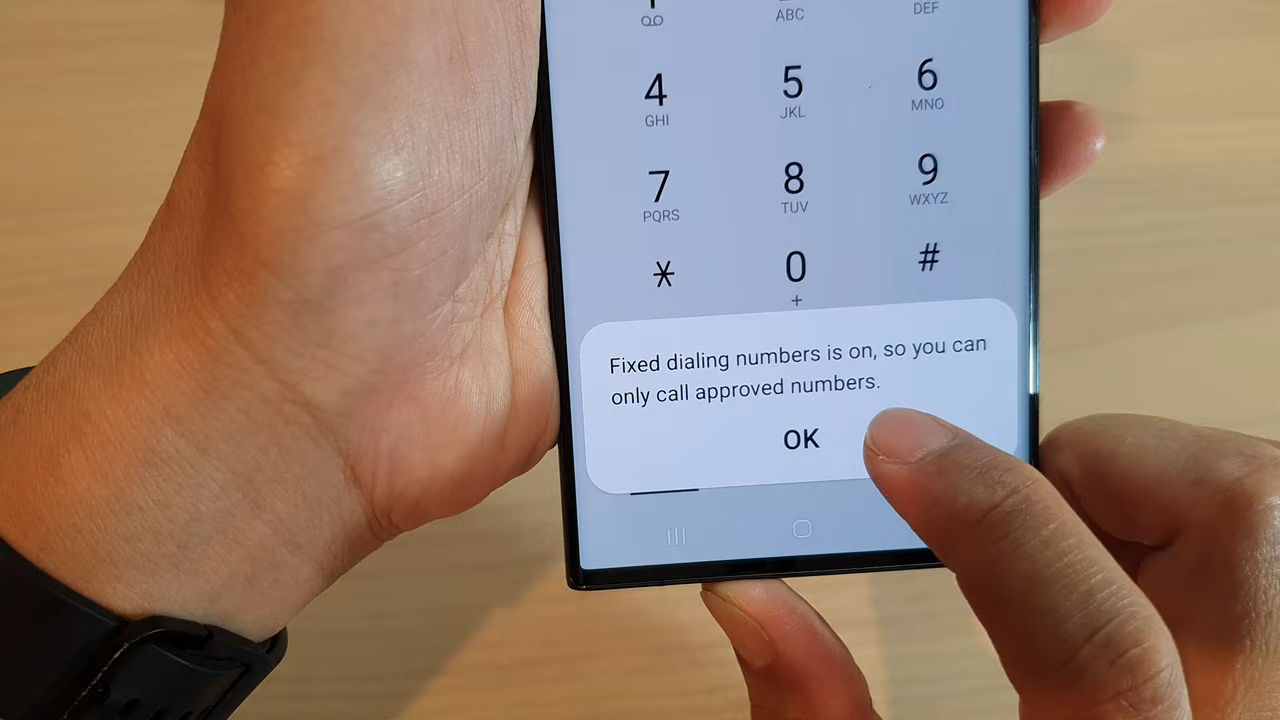 ABC
DEF
4 5 6
GHI JKL MNO
7 8 9
PQRS TUV WXYZ
* 0 #
+
Fixed dialing numbers is on, so you can
only call approved numbers.
OK